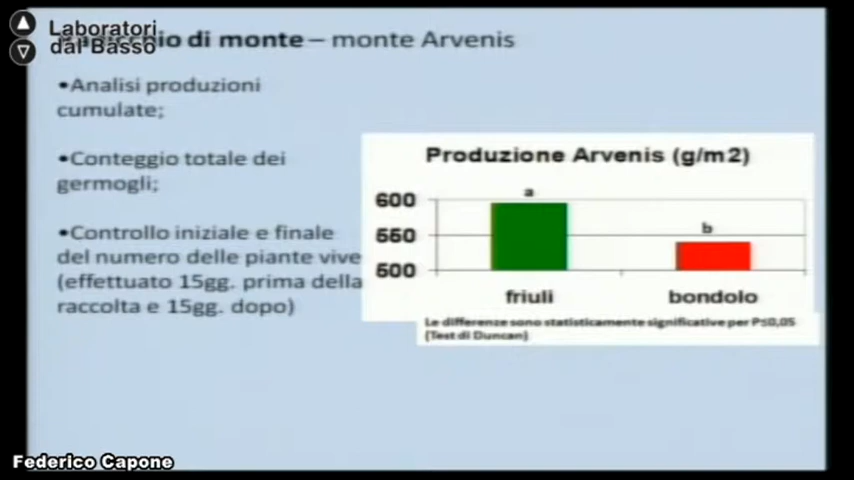 Laboratori
dal Basso
di monte – monte Arvenis
•Analisi produzioni
cumulate;
•Conteggio totale dei
germogli;
•Controllo iniziale e finale
del numero delle piante vive
(effettuato 15gg. prima della
raccolta e 15gg. dopo)
Produzione Arvenis (g/m2)
600
550
500
a
b
friuli
bondolo
Le differenze sono statisticamente significative per P≤0,05
(Test di Duncan)
Federico Capone